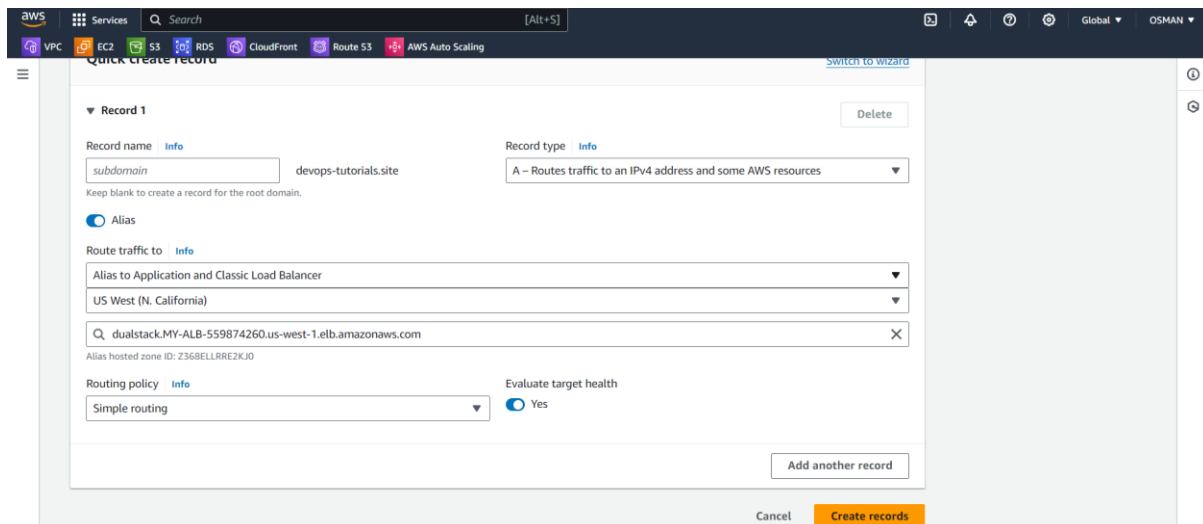 aws Services Search [Alt+S] Global OSMAN
VPC EC2 S3 RDS CloudFront Route 53 AWS Auto Scaling
Quick create record Switch to wizard
Record 1 Delete
Record name Info Record type Info
subdomain devops-tutorials.site A – Routes traffic to an IPv4 address and some AWS resources
Keep blank to create a record for the root domain.
Alias
Route traffic to Info
Alias to Application and Classic Load Balancer
US West (N. California)
dualstack.MY-ALB-559874260.us-west-1.elb.amazonaws.com
Alias hosted zone ID: Z368ELLRRE2KJ0
Routing policy Info Evaluate target health
Simple routing Yes
Add another record
Cancel Create records